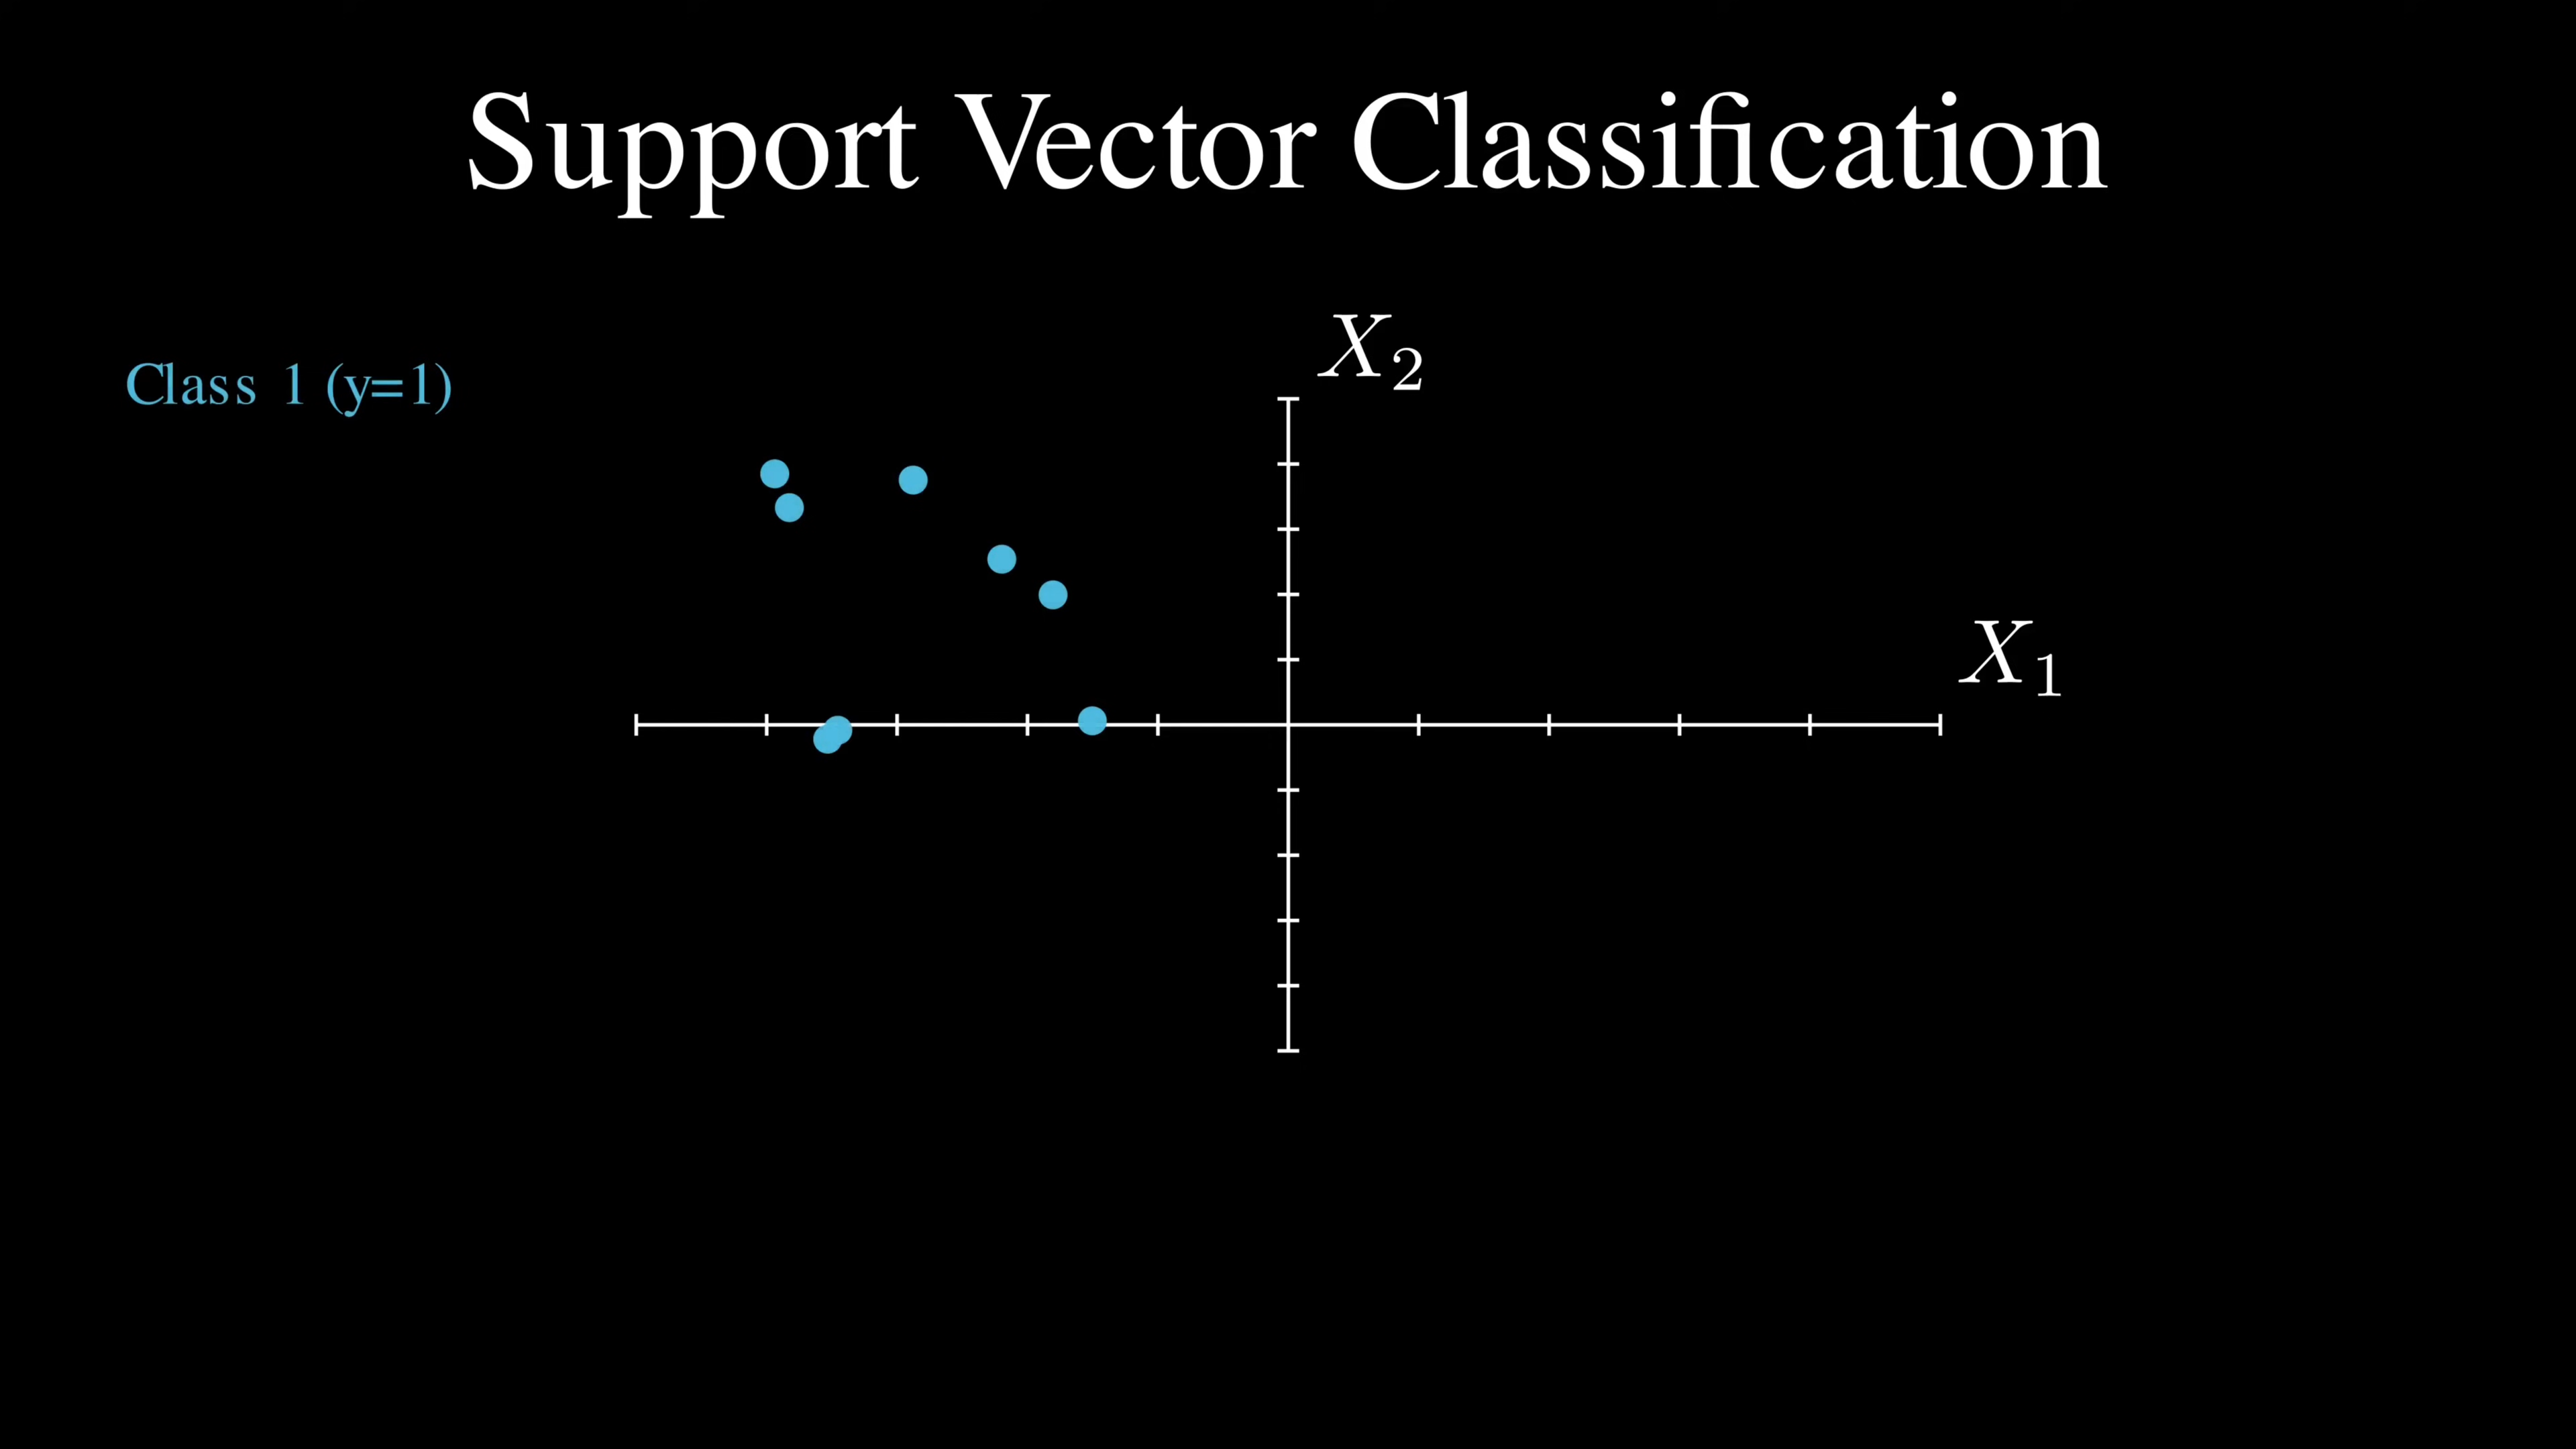 Support Vector Classification
X₂
Class 1 (y=1)
X₁